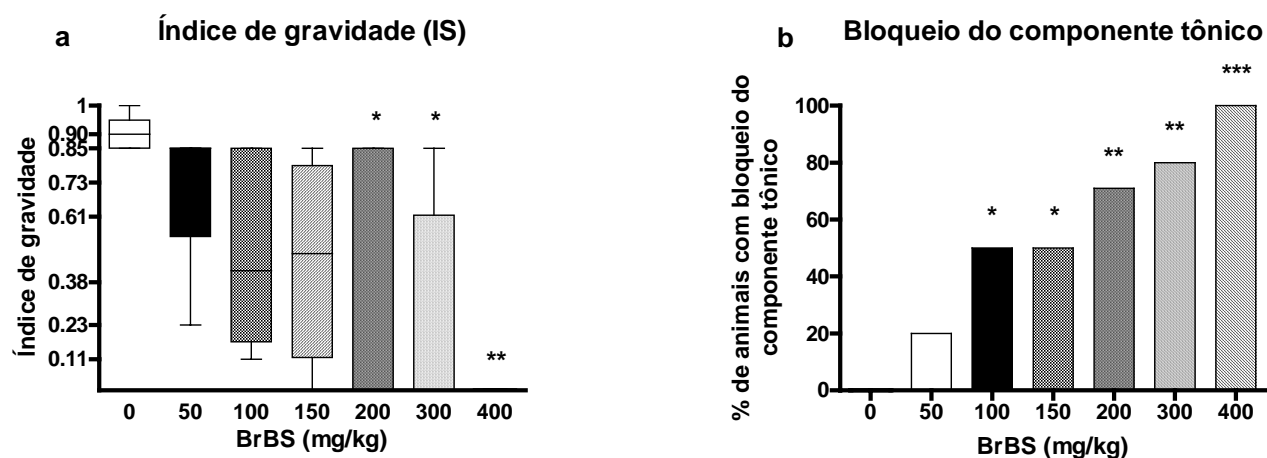 a
Índice de gravidade (IS)
Índice de gravidade
1
0.90
0.85
0.73
0.61
0.38
0.23
0.11
*
*
**
0 50 100 150 200 300 400
BrBS (mg/kg)
b
Bloqueio do componente tônico
% de animais com bloqueio do
componente tônico
100
80
60
40
20
0
*
*
**
**
***
0 50 100 150 200 300 400
BrBS (mg/kg)